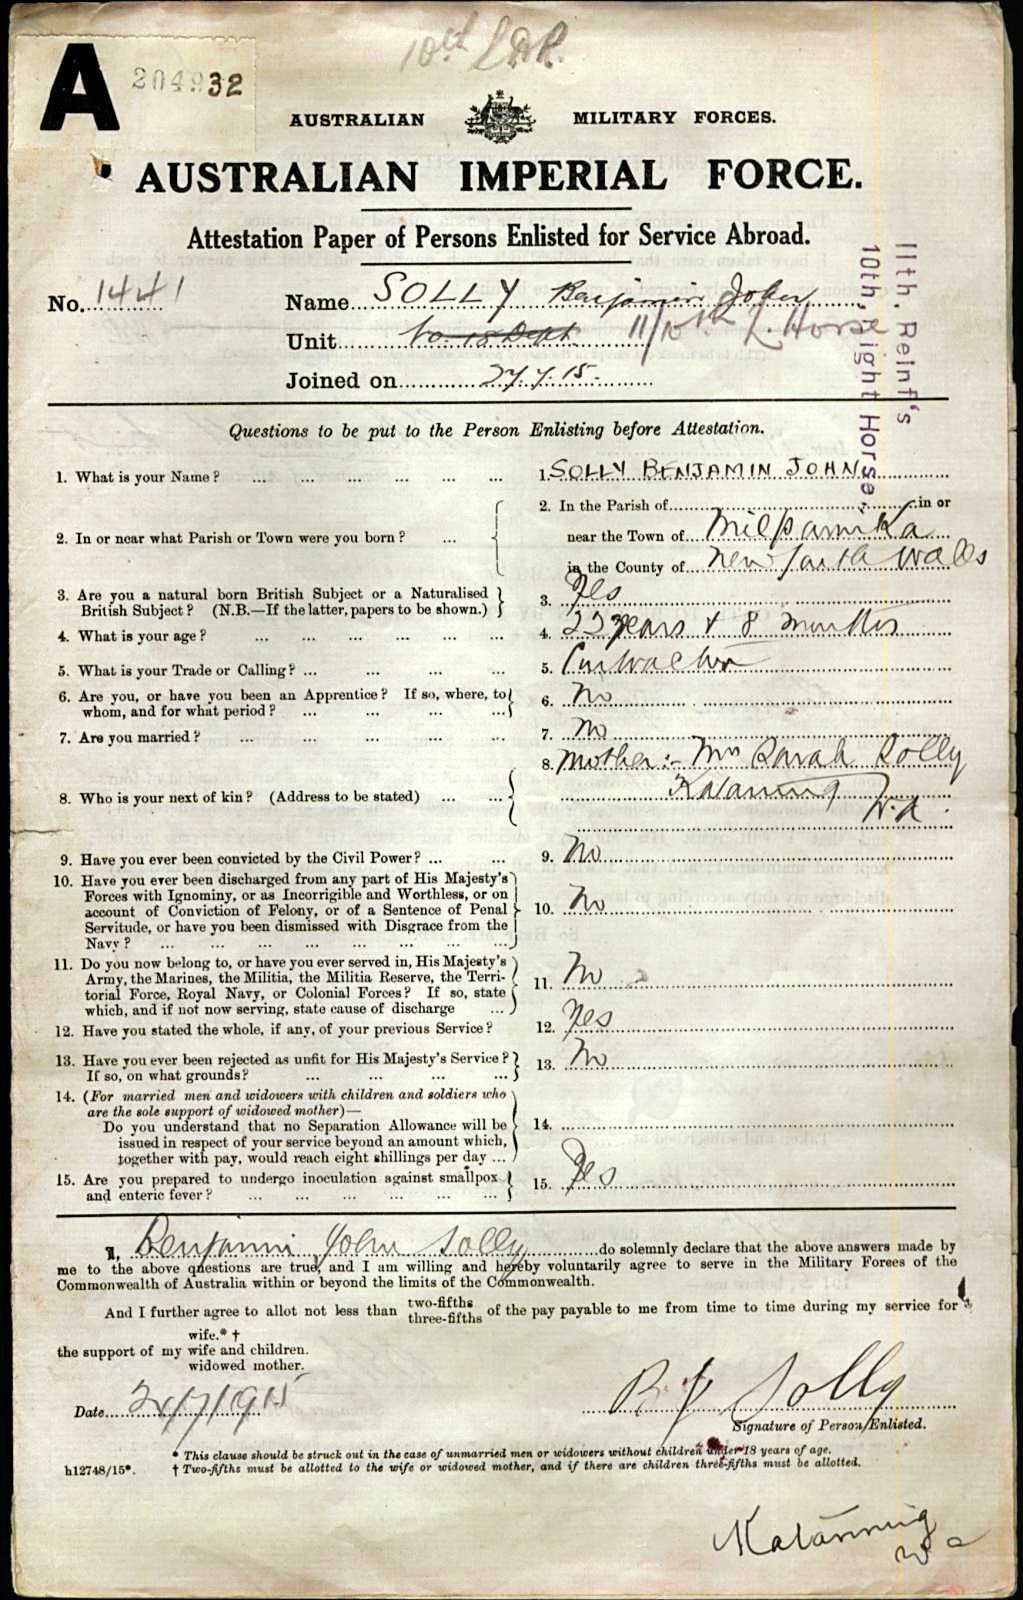 10th L.H.R.
A 204932
AUSTRALIAN MILITARY FORCES.
AUSTRALIAN IMPERIAL FORCE.
Attestation Paper of Persons Enlisted for Service Abroad.
11th, Reinf's
10th, Light Horse.
No. 1441 Name SOLLY Benjamin John
Unit No. 18 Dept 11/10th L. Horse
Joined on 27.7.15.
Questions to be put to the Person Enlisting before Attestation.
1. What is your Name? ... ... ... ... ... ... 1. SOLLY BENJAMIN JOHN
2. In or near what Parish or Town were you born? ... 2. In the Parish of in or
near the Town of Milparinka
in the County of New South Wales
3. Are you a natural born British Subject or a Naturalised
British Subject? (N.B.—If the latter, papers to be shown.) 3. Yes
4. What is your age? ... ... ... ... ... ... 4. 22 years & 8 months
5. What is your Trade or Calling? ... ... ... ... ... 5. Contractor
6. Are you, or have you been an Apprentice? If so, where, to
whom, and for what period? ... ... ... ... 6. No
7. Are you married? ... ... ... ... ... ... 7. No
8. Who is your next of kin? (Address to be stated) ... ... 8. Mother:- Mrs Sarah Solly
Katanning
W.A.
9. Have you ever been convicted by the Civil Power? ... ... 9. No
10. Have you ever been discharged from any part of His Majesty's
Forces with Ignominy, or as Incorrigible and Worthless, or on
account of Conviction of Felony, or of a Sentence of Penal
Servitude, or have you been dismissed with Disgrace from the
Navy? ... ... ... ... ... ... ... ... 10. No
11. Do you now belong to, or have you ever served in, His Majesty's
Army, the Marines, the Militia, the Militia Reserve, the Terri-
torial Force, Royal Navy, or Colonial Forces? If so, state
which, and if not now serving, state cause of discharge ... 11. No
12. Have you stated the whole, if any, of your previous Service? 12. Yes
13. Have you ever been rejected as unfit for His Majesty's Service?
If so, on what grounds? ... ... ... ... 13. No
14. (For married men and widowers with children and soldiers who
are the sole support of widowed mother)—
Do you understand that no Separation Allowance will be
issued in respect of your service beyond an amount which,
together with pay, would reach eight shillings per day ... 14.
15. Are you prepared to undergo inoculation against smallpox
and enteric fever? ... ... ... ... ... ... 15. Yes
I, Benjamin John Solly do solemnly declare that the above answers made by
me to the above questions are true, and I am willing and hereby voluntarily agree to serve in the Military Forces of the
Commonwealth of Australia within or beyond the limits of the Commonwealth.
And I further agree to allot not less than two-fifths three-fifths of the pay payable to me from time to time during my service for
wife.* †
the support of my wife and children.
widowed mother.
Date 24/7/1915 B J Solly
Signature of Person Enlisted.
* This clause should be struck out in the case of unmarried men or widowers without children under 18 years of age.
h12748/15*. † Two-fifths must be allotted to the wife or widowed mother, and if there are children three-fifths must be allotted.
Katanning
W a